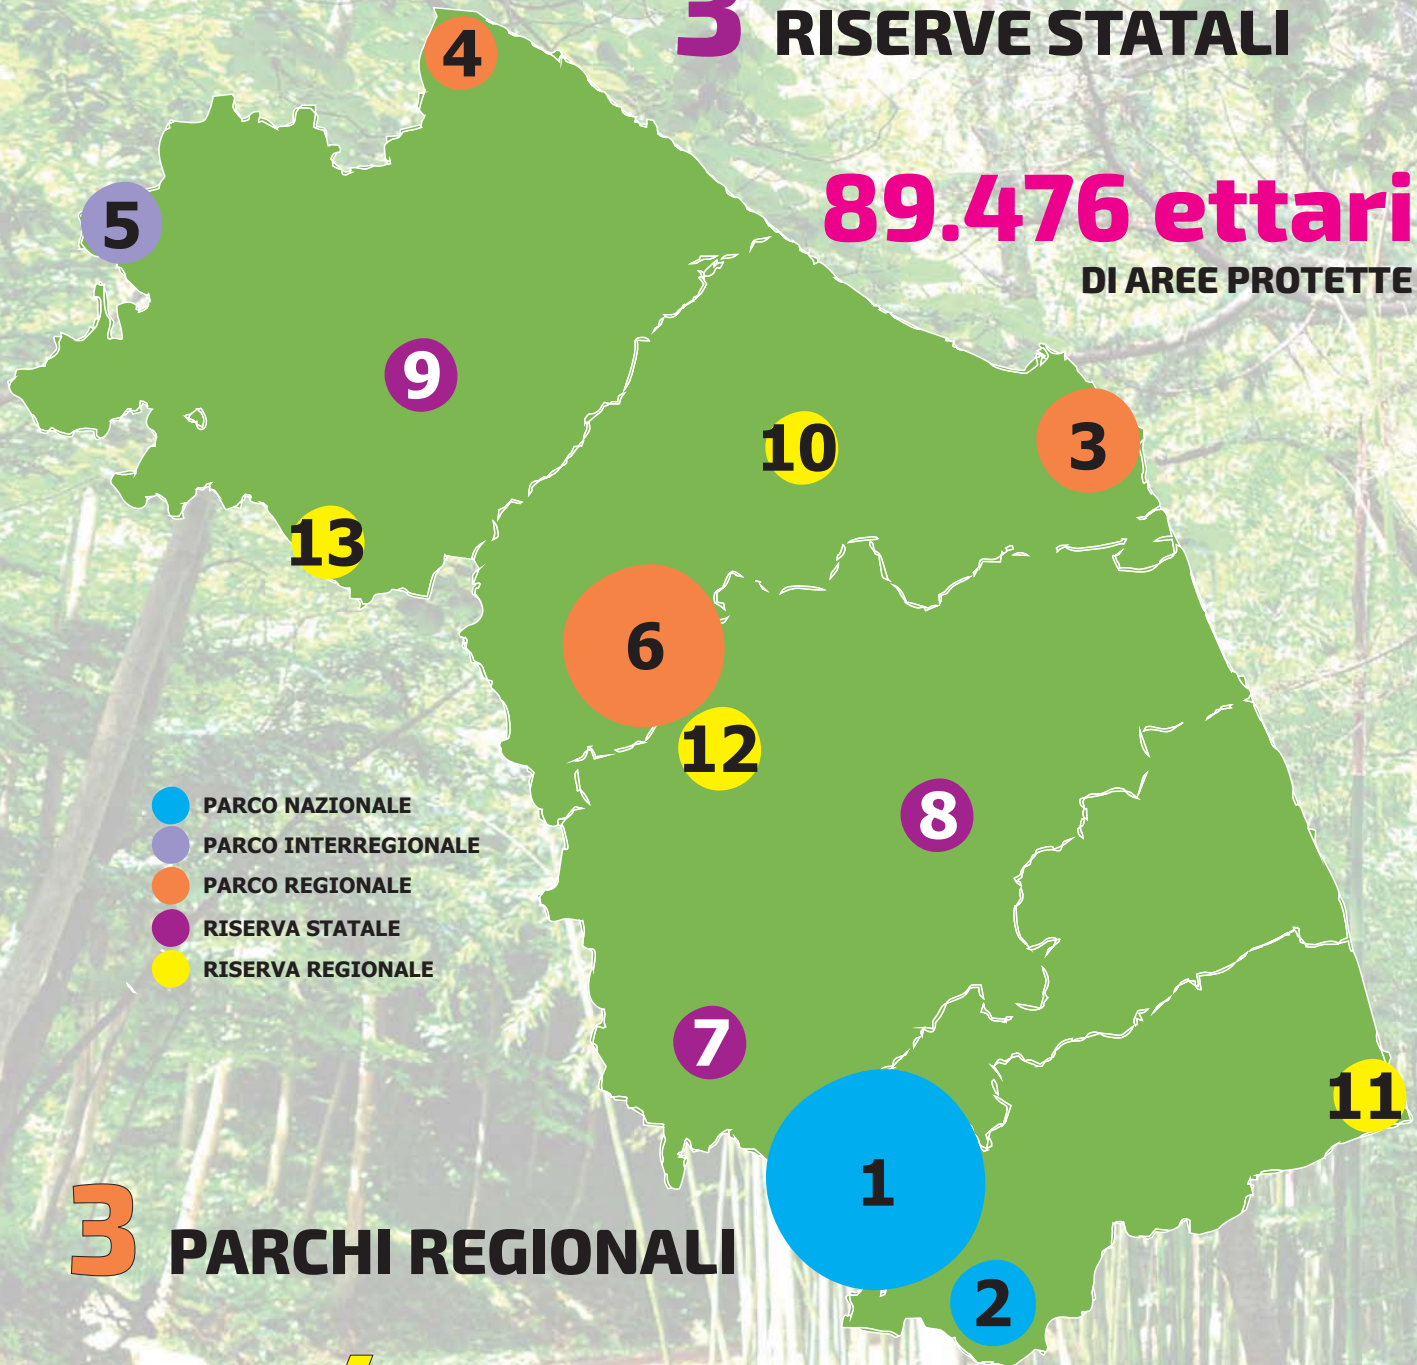 3 RISERVE STATALI
89.476 ettari
DI AREE PROTETTE
4
5
9
10
3
13
6
12
8
7
11
1
2
PARCO NAZIONALE
PARCO INTERREGIONALE
PARCO REGIONALE
RISERVA STATALE
RISERVA REGIONALE
3 PARCHI REGIONALI